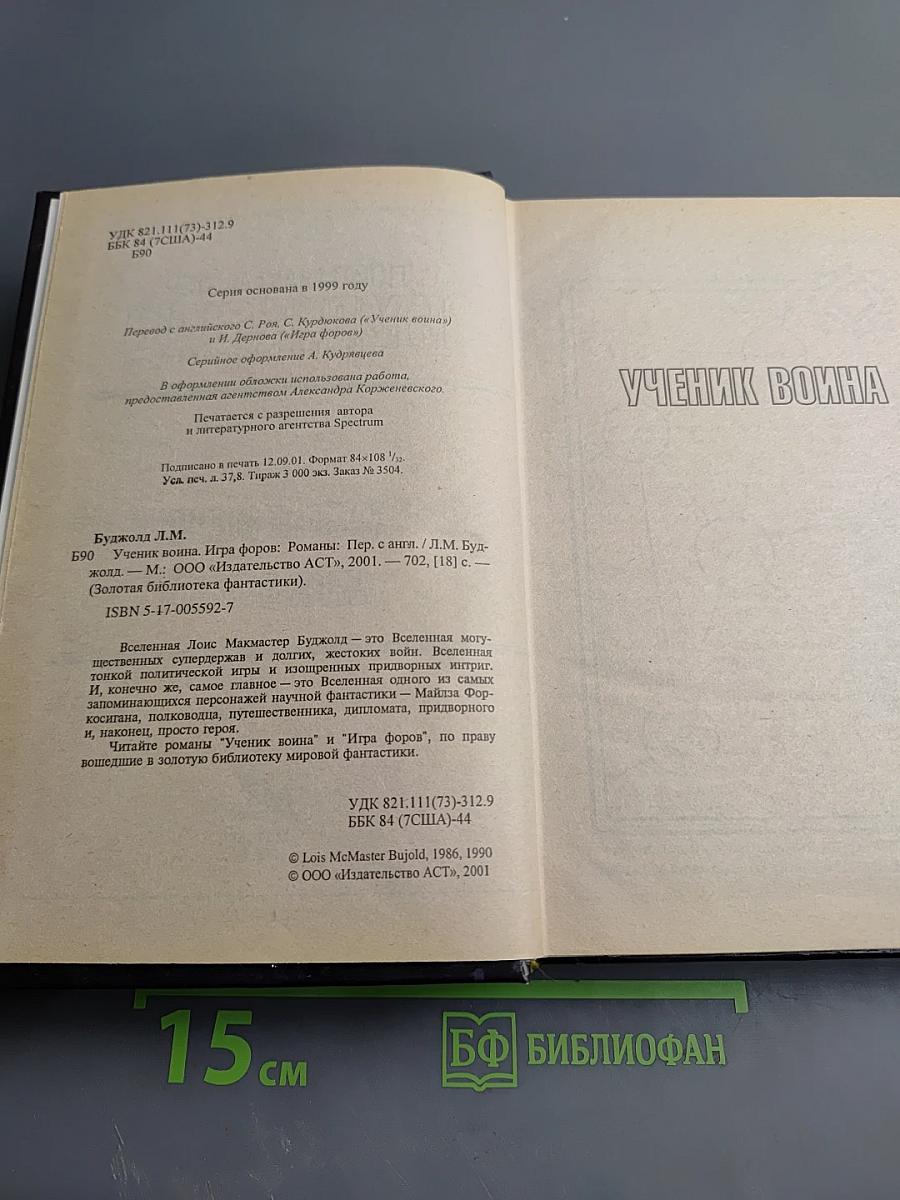 УДК 821.111(73)-312.9
ББК 84 (7США)-44
Б90
Серия основана в 1999 году
Перевод с английского С. Роя, С. Курдюкова («Ученик воина»)
и И. Дернова («Игра форов»)
Серийное оформление А. Кудрявцева
В оформлении обложки использована работа,
предоставленная агентством Александра Корженевского.
Печатается с разрешения автора
и литературного агентства Spectrum
Подписано в печать 12.09.01. Формат 84×108 1/32.
Усл. печ. л. 37,8. Тираж 3 000 экз. Заказ № 3504.
Буджолд Л.М.
Б90 Ученик воина. Игра форов: Романы: Пер. с англ. / Л.М. Буд-
жолд. — М.: ООО «Издательство АСТ», 2001. — 702, [18] с. —
(Золотая библиотека фантастики).
ISBN 5-17-005592-7
Вселенная Лоис Макмастер Буджолд — это Вселенная могу-
щественных супердержав и долгих, жестоких войн. Вселенная
тонкой политической игры и изощренных придворных интриг.
И, конечно же, самое главное — это Вселенная одного из самых
запоминающихся персонажей научной фантастики — Майлза Фор-
косигана, полководца, путешественника, дипломата, придворного
и, наконец, просто героя.
Читайте романы "Ученик воина" и "Игра форов", по праву
вошедшие в золотую библиотеку мировой фантастики.
УДК 821.111(73)-312.9
ББК 84 (7США)-44
© Lois McMaster Bujold, 1986, 1990
© ООО «Издательство АСТ», 2001
УЧЕНИК ВОИНА
15 см
БФ БИБЛИОФАН